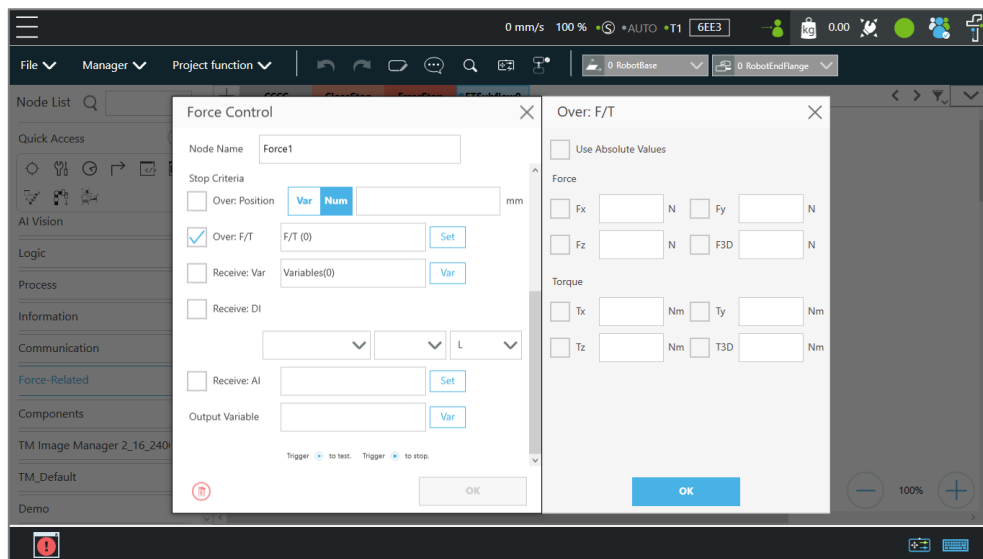 0 mm/s 100 % S AUTO T1 6EE3 kg 0.00
File Manager Project function 0 RobotBase 0 RobotEndFlange
Node List
Quick Access
AI Vision
Logic
Process
Information
Communication
Force-Related
Components
TM Image Manager 2_16_240
TM_Default
Demo
Force Control
Node Name Force1
Stop Criteria
Over: Position Var Num mm
Over: F/T F/T (0) Set
Receive: Var Variables(0) Var
Receive: DI
L
Receive: AI Set
Output Variable Var
Trigger to test. Trigger to stop.
OK
Over: F/T
Use Absolute Values
Force
Fx N Fy N
Fz N F3D N
Torque
Tx Nm Ty Nm
Tz Nm T3D Nm
OK
100%